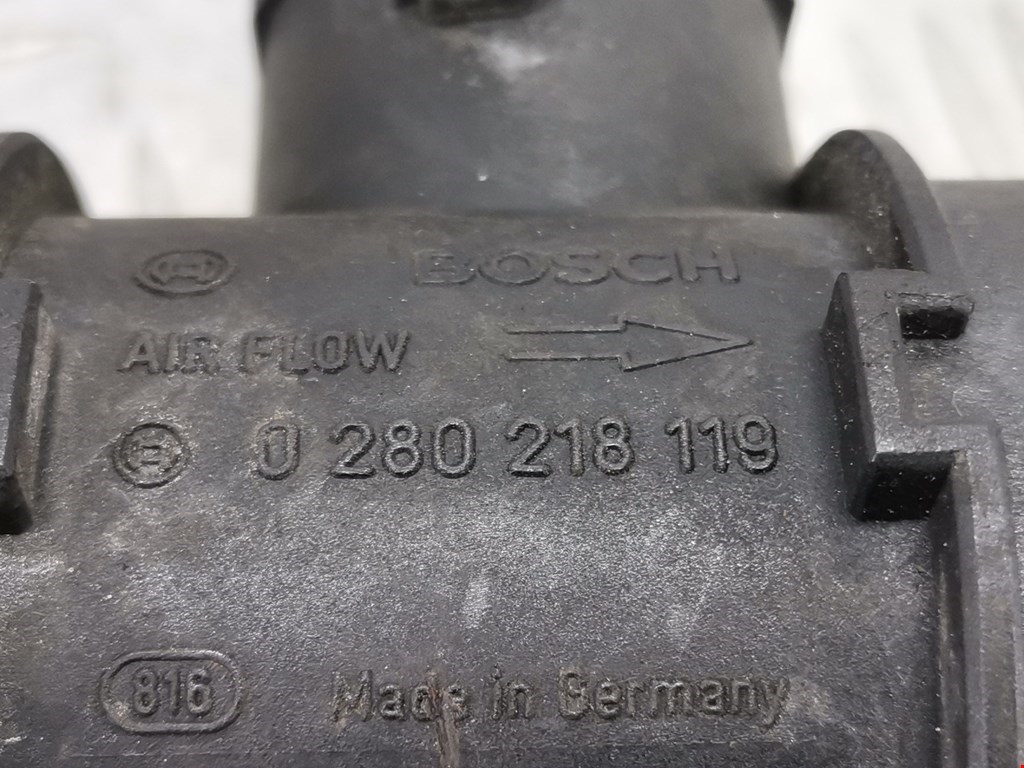 BOSCH
AIR FLOW
0 280 218 119
816
Made in Germany